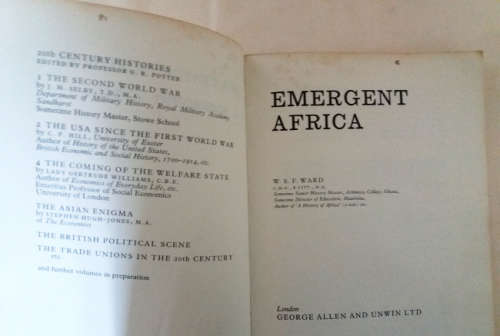 20th CENTURY HISTORIES
EDITED BY PROFESSOR G. R. POTTER
1 THE SECOND WORLD WAR
by J. M. SELBY, T.D., M.A.
Department of Military History, Royal Military Academy
Sandhurst
Sometime History Master, Stowe School
2 THE USA SINCE THE FIRST WORLD WAR
by C. P. HILL, University of Exeter
Author of History of the United States,
British Economic and Social History, 1700-1914, etc.
4 THE COMING OF THE WELFARE STATE
by LADY GERTRUDE WILLIAMS, C.B.E.
Author of Economics of Everyday Life, etc.
Emeritus Professor of Social Economics
University of London
THE ASIAN ENIGMA
by STEPHEN HUGH-JONES, M.A.
of The Economist
THE BRITISH POLITICAL SCENE
THE TRADE UNIONS IN THE 20th CENTURY
etc.
and further volumes in preparation
EMERGENT
AFRICA
W. E. F. WARD
Sometime Senior History Master, Achimota College, Ghana,
Sometime Director of Education, Mauritius
Author of 'A History of Africa'
London
GEORGE ALLEN AND UNWIN LTD